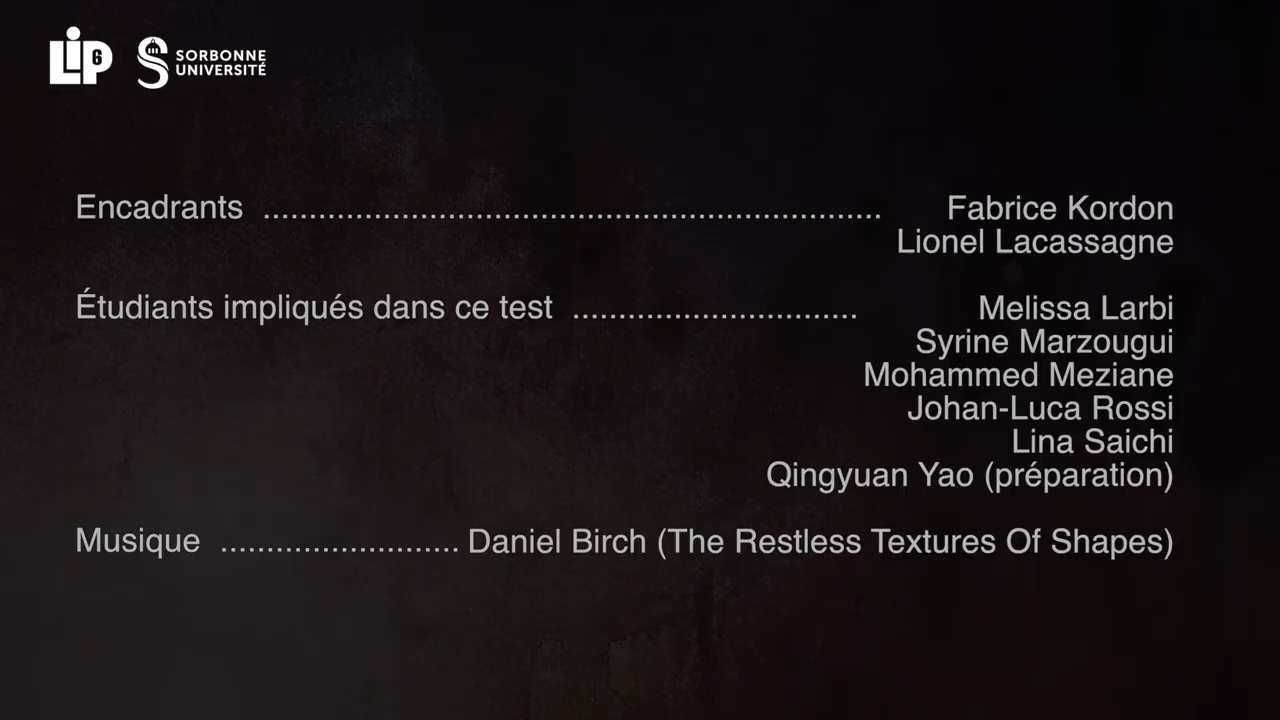 LIP6
SORBONNE
UNIVERSITÉ
Encadrants ................................................................... Fabrice Kordon
Lionel Lacassagne
Étudiants impliqués dans ce test ............................... Melissa Larbi
Syrine Marzougui
Mohammed Meziane
Johan-Luca Rossi
Lina Saichi
Qingyuan Yao (préparation)
Musique .......................... Daniel Birch (The Restless Textures Of Shapes)